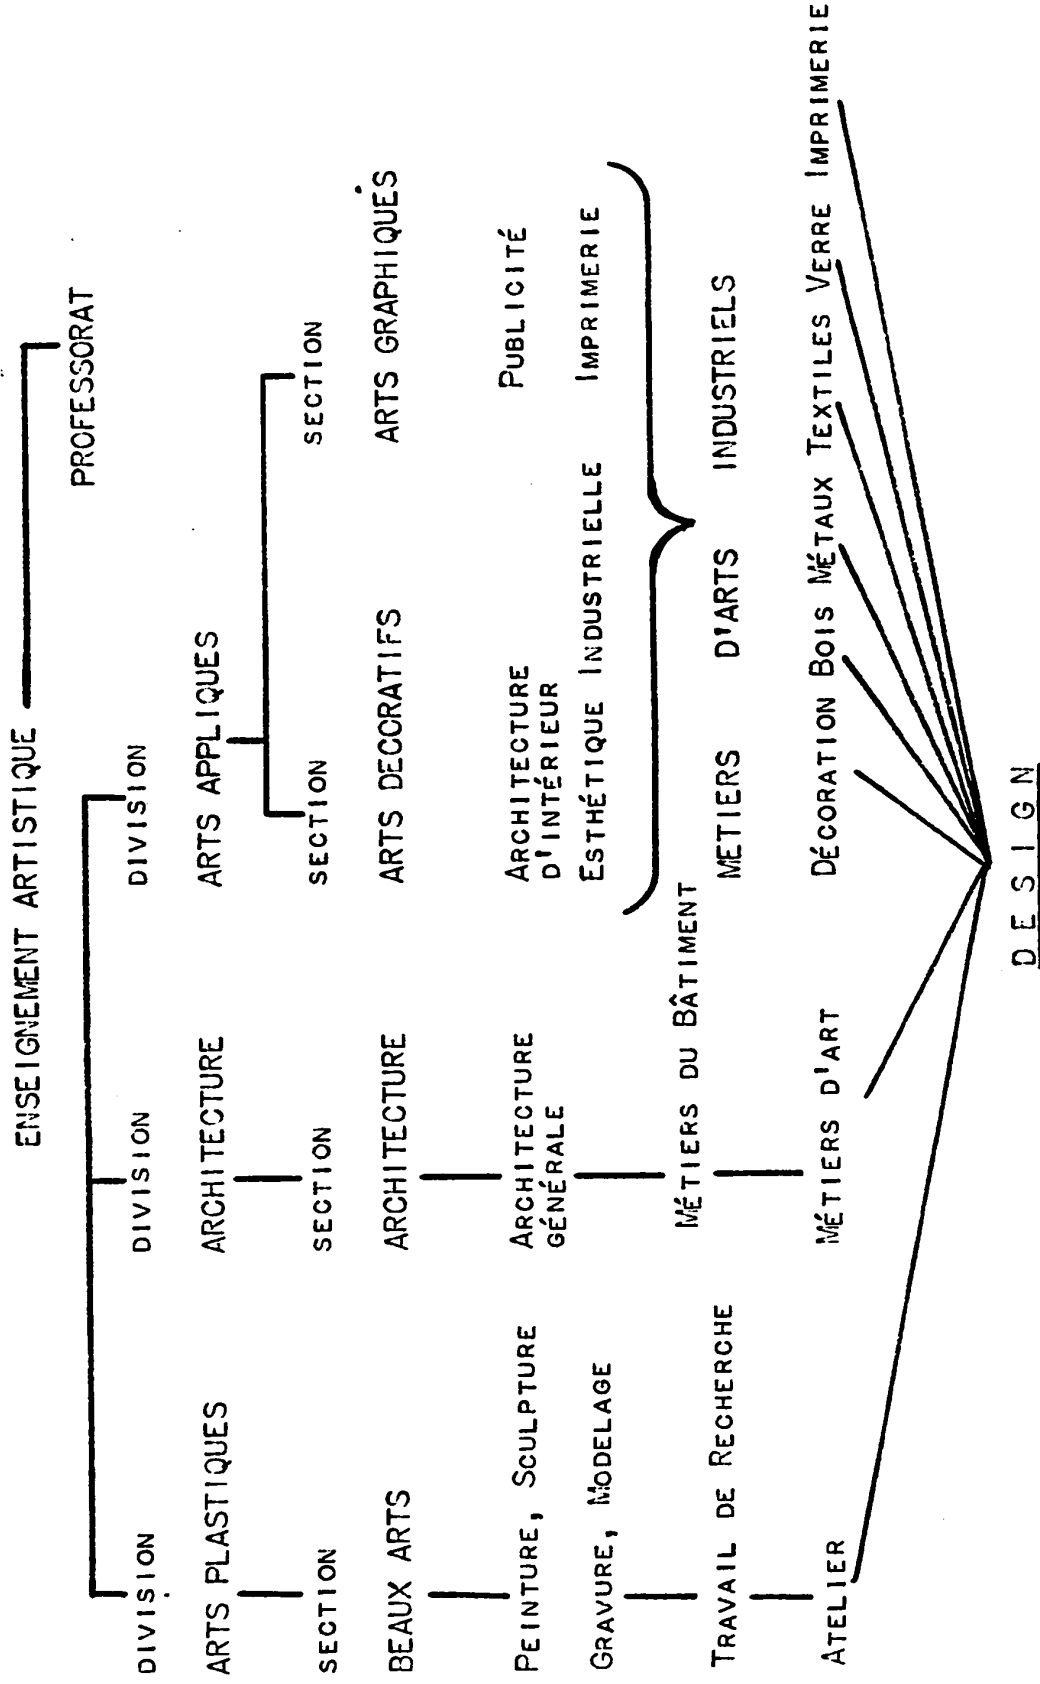 ENSEIGNEMENT ARTISTIQUE
PROFESSORAT
DIVISION DIVISION DIVISION
ARTS PLASTIQUES ARCHITECTURE ARTS APPLIQUES
SECTION SECTION SECTION SECTION
BEAUX ARTS ARCHITECTURE ARTS DECORATIFS ARTS GRAPHIQUES
PEINTURE, SCULPTURE ARCHITECTURE ARCHITECTURE PUBLICITÉ
GÉNÉRALE D'INTÉRIEUR
GRAVURE, MODELAGE ESTHÉTIQUE INDUSTRIELLE IMPRIMERIE
MÉTIERS DU BÂTIMENT
TRAVAIL DE RECHERCHE METIERS D'ARTS INDUSTRIELS
ATELIER MÉTIERS D'ART DÉCORATION BOIS MÉTAUX TEXTILES VERRE IMPRIMERIE
DESIGN